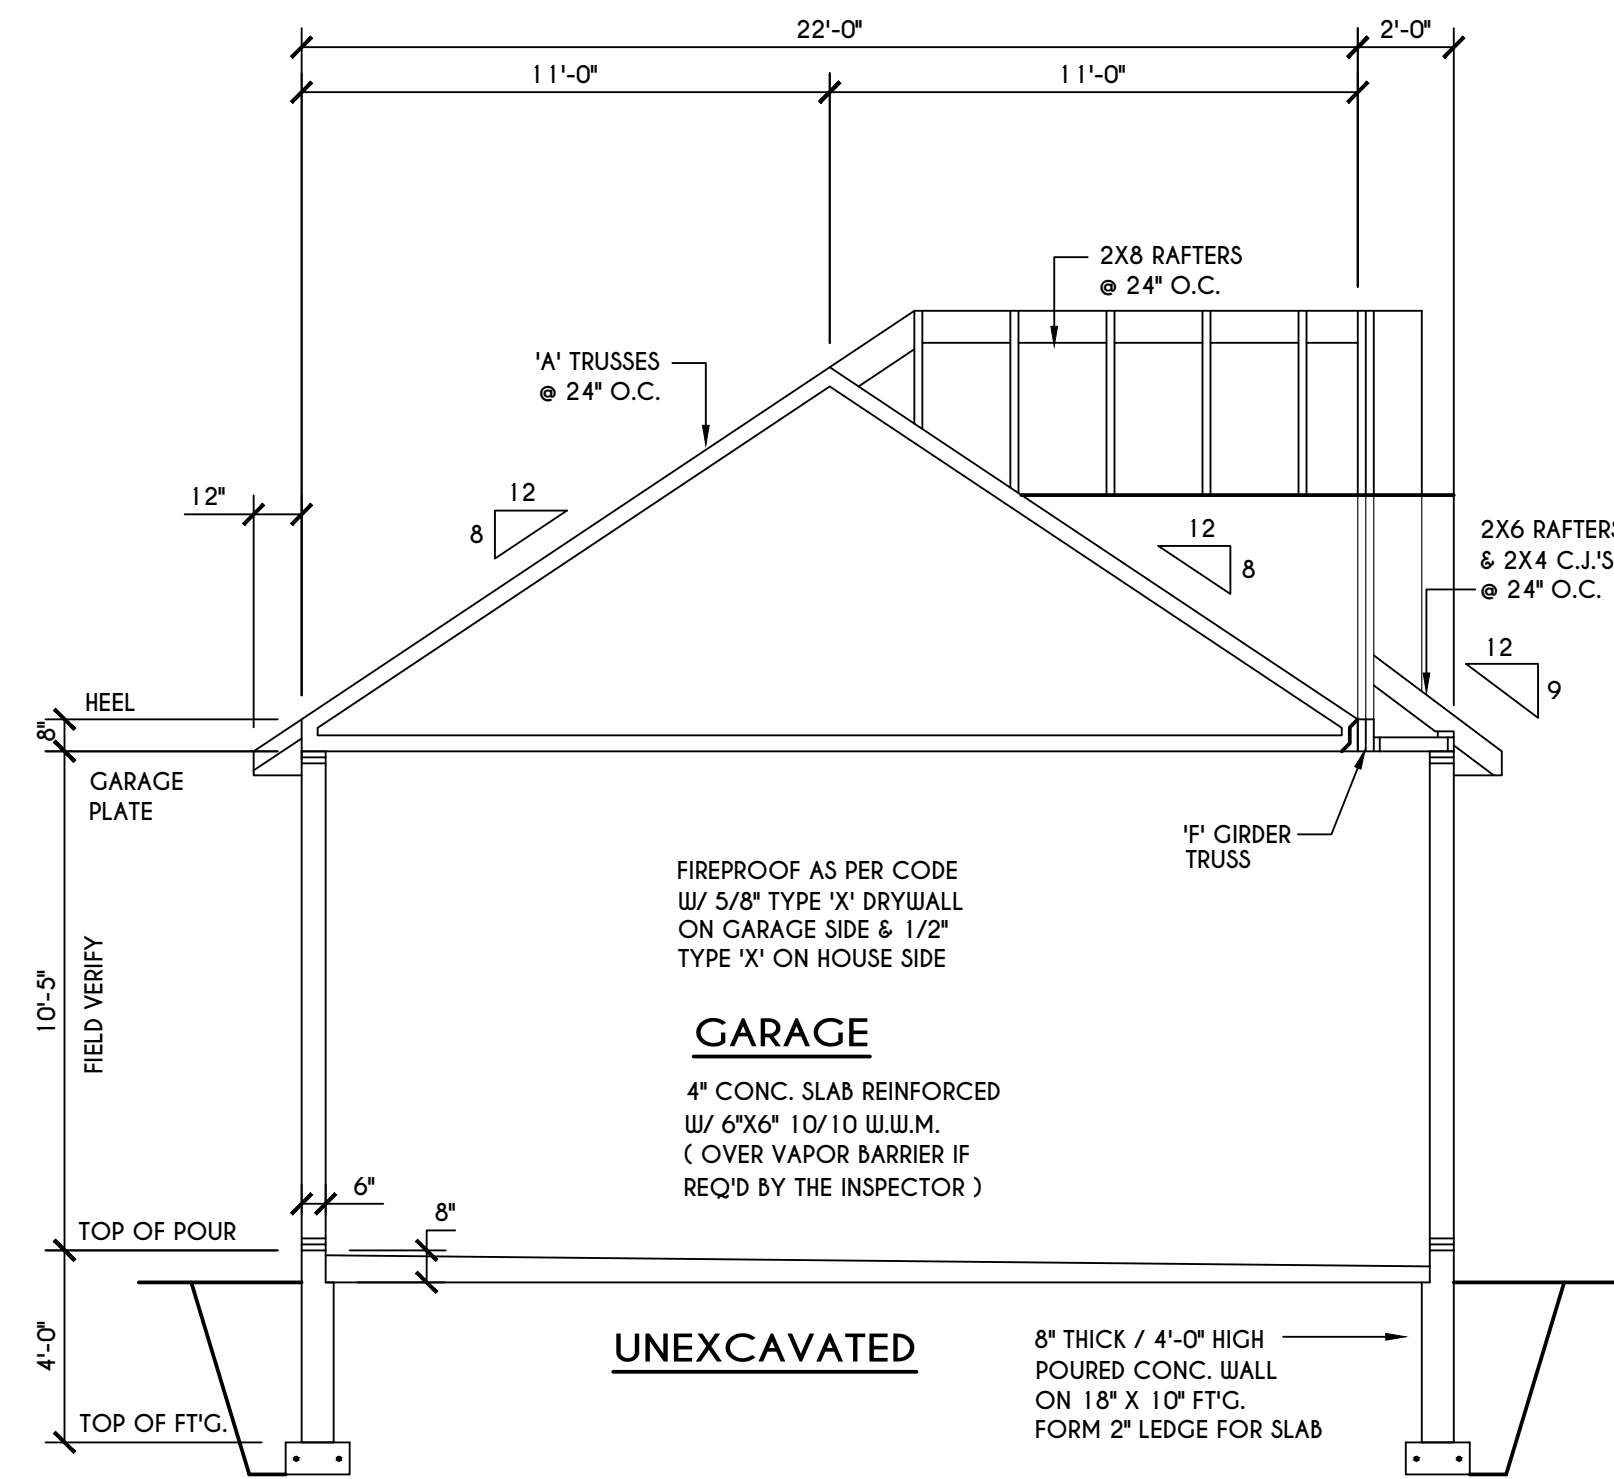 22'-0"
2'-0"
11'-0"
11'-0"
2X8 RAFTERS
@ 24" O.C.
'A' TRUSSES
@ 24" O.C.
12"
12
8
12
8
2X6 RAFTERS
& 2X4 C.J.'S
@ 24" O.C.
12
9
HEEL
8"
GARAGE
PLATE
'F' GIRDER
TRUSS
FIREPROOF AS PER CODE
W/ 5/8" TYPE 'X' DRYWALL
ON GARAGE SIDE & 1/2"
TYPE 'X' ON HOUSE SIDE
10'-5"
FIELD VERIFY
GARAGE
4" CONC. SLAB REINFORCED
W/ 6"X6" 10/10 W.W.M.
( OVER VAPOR BARRIER IF
REQ'D BY THE INSPECTOR )
6"
8"
TOP OF POUR
4'-0"
UNEXCAVATED
8" THICK / 4'-0" HIGH
POURED CONC. WALL
ON 18" X 10" FT'G.
FORM 2" LEDGE FOR SLAB
TOP OF FT'G.